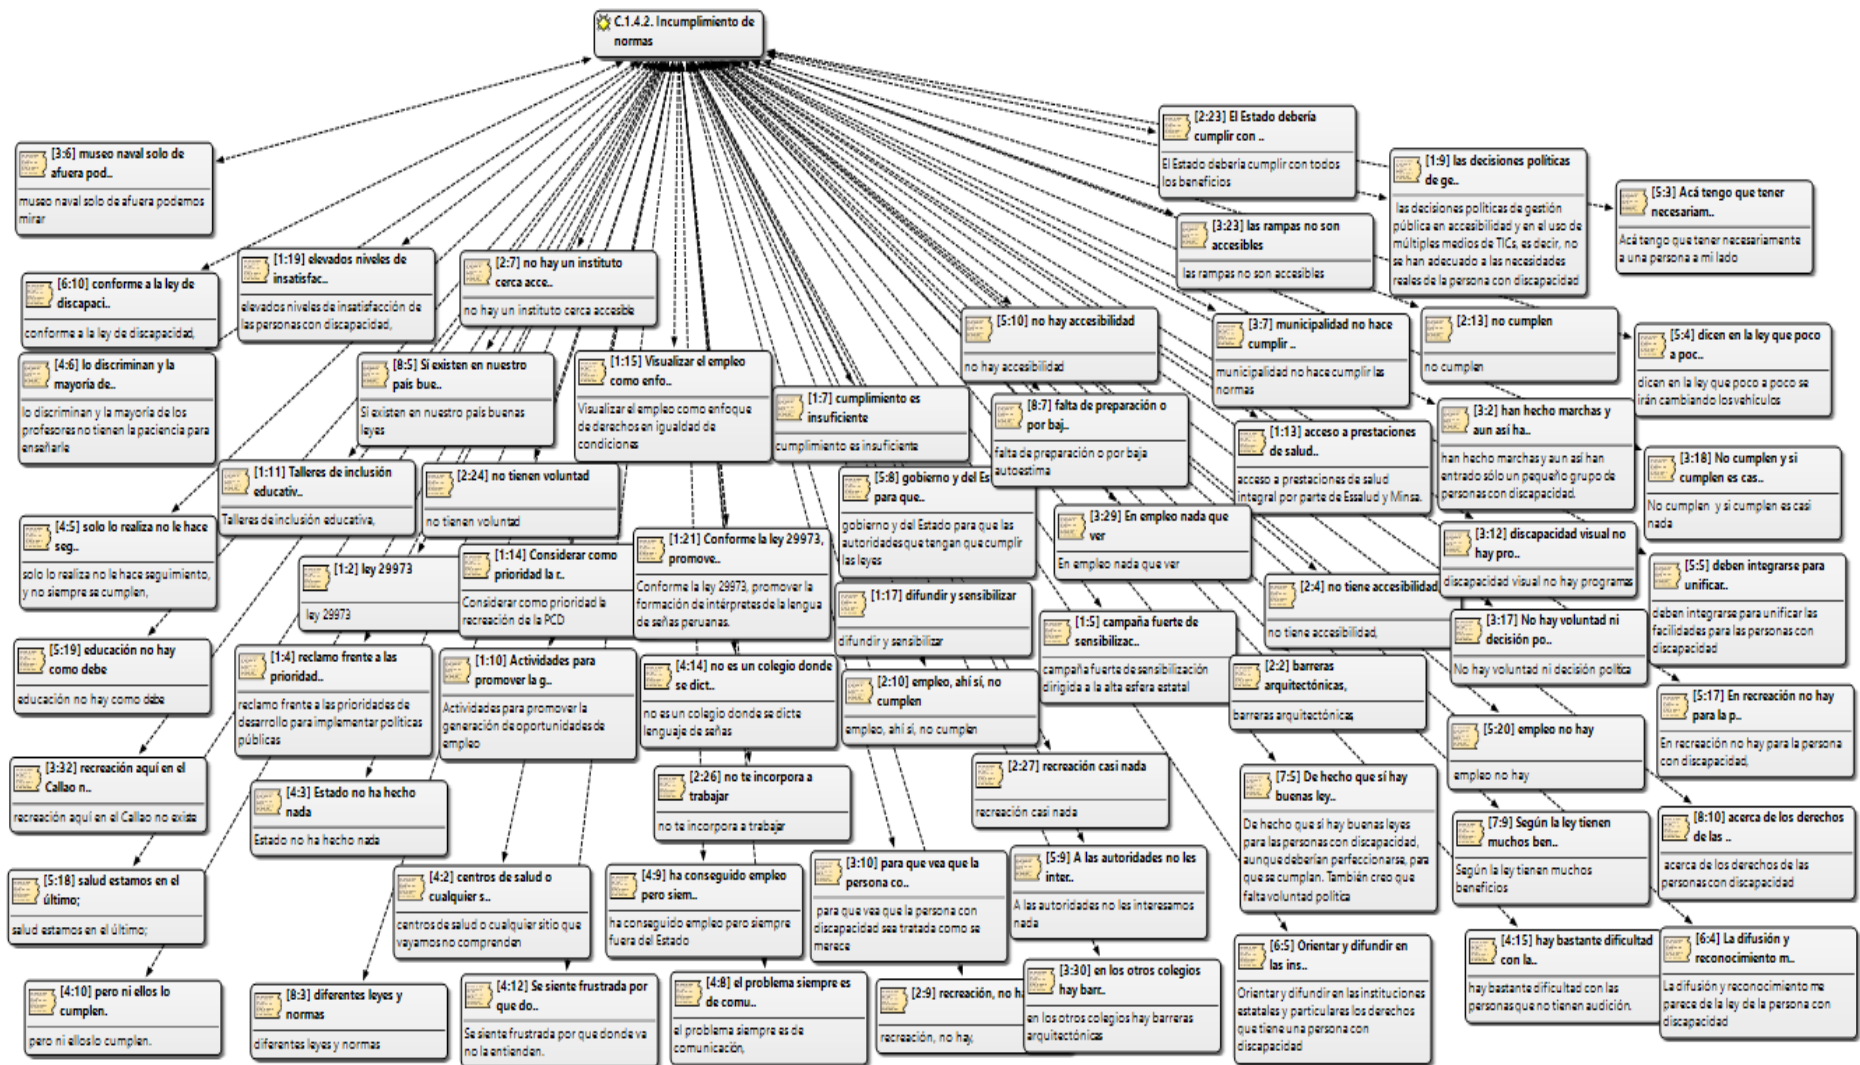 C.1.4.2. Incumplimiento de
normas
[3:6] museo naval solo de
afuera pod..
museo naval solo de afuera podemos
mirar
[6:10] conforme a la ley de
discapaci..
conforme a la ley de discapacidad,
[4:6] lo discriminan y la
mayoría de..
lo discriminan y la mayoría de los
profesores no tienen la paciencia para
enseñarle
[4:5] solo lo realiza no le hace
seg..
solo lo realiza no le hace seguimiento,
y no siempre se cumplen,
[5:19] educación no hay
como debe
educación no hay como debe
[3:32] recreación aquí en el
Callao n..
recreación aquí en el Callao no existe
[5:18] salud estamos en el
último;
salud estamos en el último;
[4:10] pero ni ellos lo
cumplen.
pero ni ellos lo cumplen.
[1:19] elevados niveles de
insatisfac..
elevados niveles de insatisfacción de
las personas con discapacidad,
[1:11] Talleres de inclusión
educativ..
Talleres de inclusión educativa,
[1:2] ley 29973
ley 29973
[1:4] reclamo frente a las
prioridad..
reclamo frente a las prioridades de
desarrollo para implementar políticas
públicas
[4:3] Estado no ha hecho
nada
Estado no ha hecho nada
[8:3] diferentes leyes y
normas
diferentes leyes y normas
[2:7] no hay un instituto
cerca acce..
no hay un instituto cerca accesible
[8:5] Si existen en nuestro
país bue..
Si existen en nuestro país buenas
leyes
[2:24] no tienen voluntad
no tienen voluntad
[1:14] Considerar como
prioridad la r..
Considerar como prioridad la
recreación de la PCD
[1:10] Actividades para
promover la g..
Actividades para promover la
generación de oportunidades de
empleo
[4:2] centros de salud o
cualquier s..
centros de salud o cualquier sitio que
vayamos no comprenden
[4:12] Se siente frustrada por
que do..
Se siente frustrada por que donde va
no la entienden.
[1:15] Visualizar el empleo
como enfo..
Visualizar el empleo como enfoque
de derechos en igualdad de
condiciones
[1:21] Conforme la ley 29973,
promove..
Conforme la ley 29973, promover la
formación de intérpretes de la lengua
de señas peruanas.
[4:14] no es un colegio donde
se dict..
no es un colegio donde se dicte
lenguaje de señas
[2:26] no te incorpora a
trabajar
no te incorpora a trabajar
[4:9] ha conseguido empleo
pero siem..
ha conseguido empleo pero siempre
fuera del Estado
[4:8] el problema siempre es
de comu..
el problema siempre es de
comunicación,
[1:7] cumplimiento es
insuficiente
cumplimiento es insuficiente
[5:8] gobierno y del Es
para que..
gobierno y del Estado para que las
autoridades que tengan que cumplir
las leyes
[1:17] difundir y sensibilizar
difundir y sensibilizar
[2:10] empleo, ahí sí, no
cumplen
empleo, ahí sí, no cumplen
[3:10] para que vea que la
persona co..
para que vea que la persona con
discapacidad sea tratada como se
merece
[2:9] recreación, no h
recreación, no hay,
[5:10] no hay accesibilidad
no hay accesibilidad
[8:7] falta de preparación o
por baj..
falta de preparación o por baja
autoestima
[3:29] En empleo nada que
ver
En empleo nada que ver
[1:5] campaña fuerte de
sensibilizac..
campaña fuerte de sensibilización
dirigida a la alta esfera estatal
[2:27] recreación casi nada
recreación casi nada
[5:9] A las autoridades no les
inter..
A las autoridades no les interesamos
nada
[3:30] en los otros colegios
hay barr..
en los otros colegios hay barreras
arquitectónicas
[2:23] El Estado debería
cumplir con ..
El Estado debería cumplir con todos
los beneficios
[3:23] las rampas no son
accesibles
las rampas no son accesibles
[3:7] municipalidad no hace
cumplir ..
municipalidad no hace cumplir las
normas
[1:13] acceso a prestaciones
de salud..
acceso a prestaciones de salud
integral por parte de Essalud y Minsa.
[2:4] no tiene accesibilidad,
no tiene accesibilidad,
[2:2] barreras
arquitectónicas,
barreras arquitectónicas,
[7:5] De hecho que sí hay
buenas ley..
De hecho que sí hay buenas leyes
para las personas con discapacidad,
aunque deberían perfeccionarse, para
que se cumplan. También creo que
falta voluntad política
[6:5] Orientar y difundir en
las ins..
Orientar y difundir en las instituciones
estatales y particulares los derechos
que tiene una persona con
discapacidad
[1:9] las decisiones políticas
de ge..
las decisiones políticas de gestión
pública en accesibilidad y en el uso de
múltiples medios de TICs, es decir, no
se han adecuado a las necesidades
reales de la persona con discapacidad
[2:13] no cumplen
no cumplen
[3:2] han hecho marchas y
aun así ha..
han hecho marchas y aun así han
entrado sólo un pequeño grupo de
personas con discapacidad.
[3:12] discapacidad visual no
hay pro..
discapacidad visual no hay programas
[3:17] No hay voluntad ni
decisión po..
No hay voluntad ni decisión política
[5:20] empleo no hay
empleo no hay
[7:9] Según la ley tienen
muchos ben..
Según la ley tienen muchos
beneficios
[4:15] hay bastante dificultad
con la..
hay bastante dificultad con las
personas que no tienen audición.
[5:3] Acá tengo que tener
necesariam..
Acá tengo que tener necesariamente
a una persona a mi lado
[5:4] dicen en la ley que poco
a poc..
dicen en la ley que poco a poco se
irán cambiando los vehículos
[3:18] No cumplen y si
cumplen es cas..
No cumplen y si cumplen es casi
nada
[5:5] deben integrarse para
unificar..
deben integrarse para unificar las
facilidades para las personas con
discapacidad
[5:17] En recreación no hay
para la p..
En recreación no hay para la persona
con discapacidad,
[8:10] acerca de los derechos
de las ..
acerca de los derechos de las
personas con discapacidad
[6:4] La difusión y
reconocimiento m..
La difusión y reconocimiento me
parece de la ley de la persona con
discapacidad